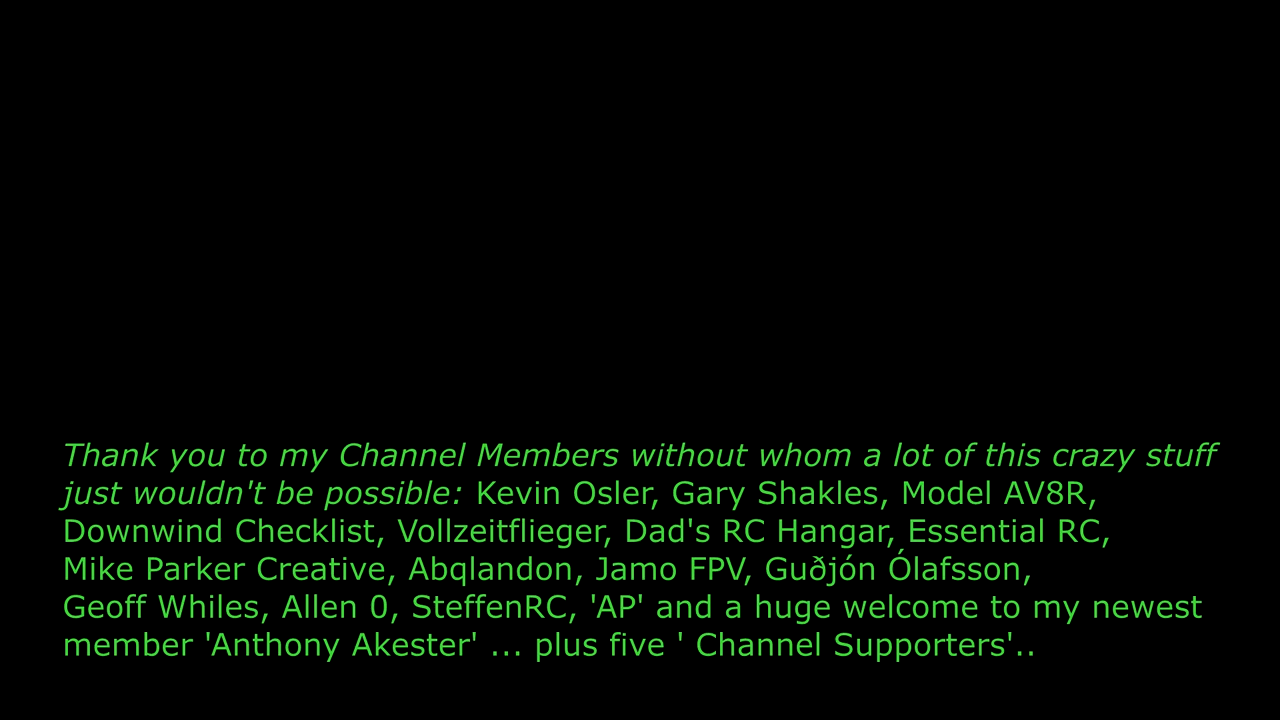 Thank you to my Channel Members without whom a lot of this crazy stuff
just wouldn't be possible: Kevin Osler, Gary Shakles, Model AV8R,
Downwind Checklist, Vollzeitflieger, Dad's RC Hangar, Essential RC,
Mike Parker Creative, Abqlandon, Jamo FPV, Guðjón Ólafsson,
Geoff Whiles, Allen 0, SteffenRC, 'AP' and a huge welcome to my newest
member 'Anthony Akester' ... plus five ' Channel Supporters'..